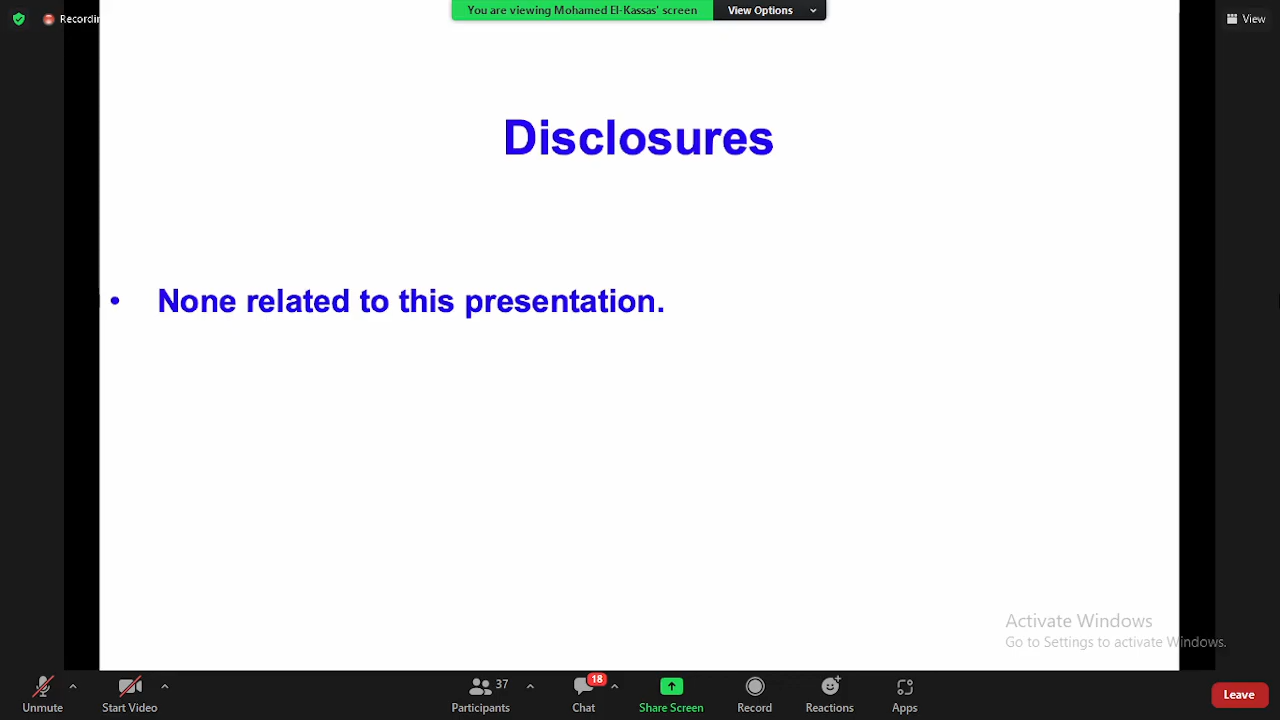 Recordin
You are viewing Mohamed El-Kassas' screen
View Options
View
Disclosures
• None related to this presentation.
Activate Windows
Go to Settings to activate Windows.
Unmute
Start Video
37
Participants
18
Chat
Share Screen
Record
Reactions
Apps
Leave